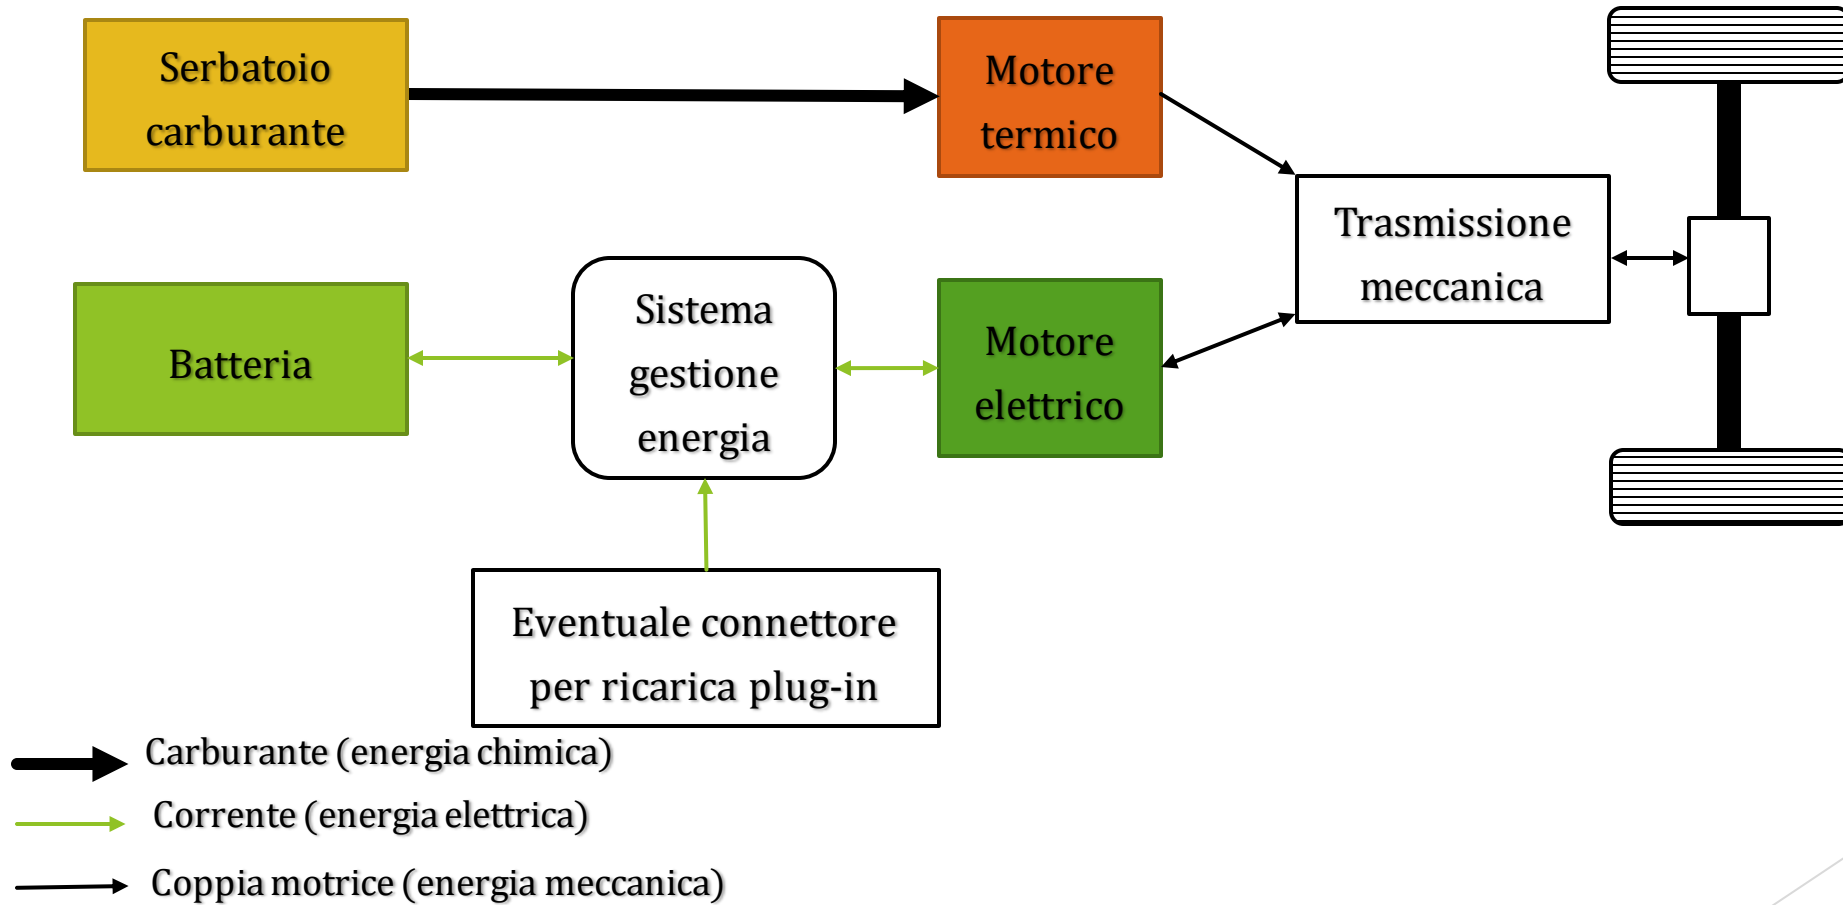 Serbatoio
carburante
Motore
termico
Trasmissione
meccanica
Batteria
Sistema
gestione
energia
Motore
elettrico
Eventuale connettore
per ricarica plug-in
Carburante (energia chimica)
Corrente (energia elettrica)
Coppia motrice (energia meccanica)